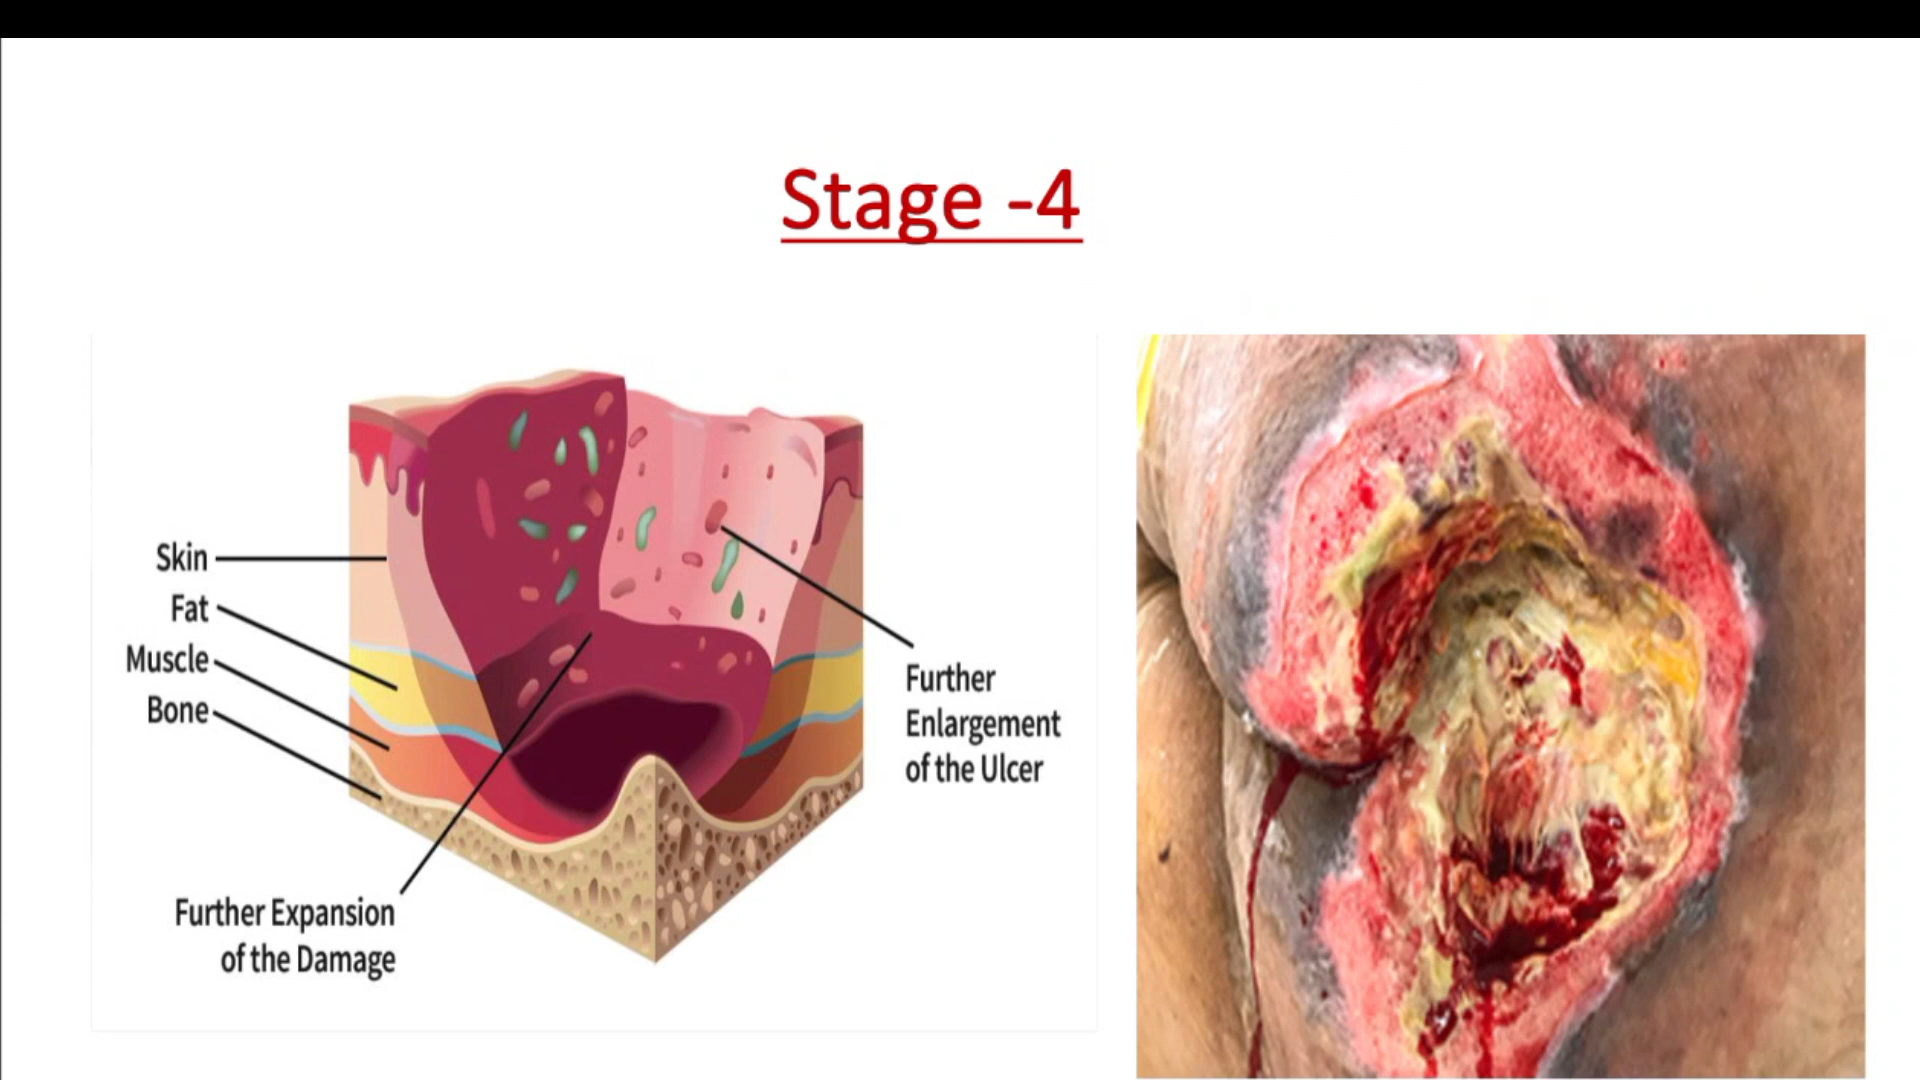 Stage -4
Skin
Fat
Muscle
Bone
Further
Enlargement
of the Ulcer
Further Expansion
of the Damage